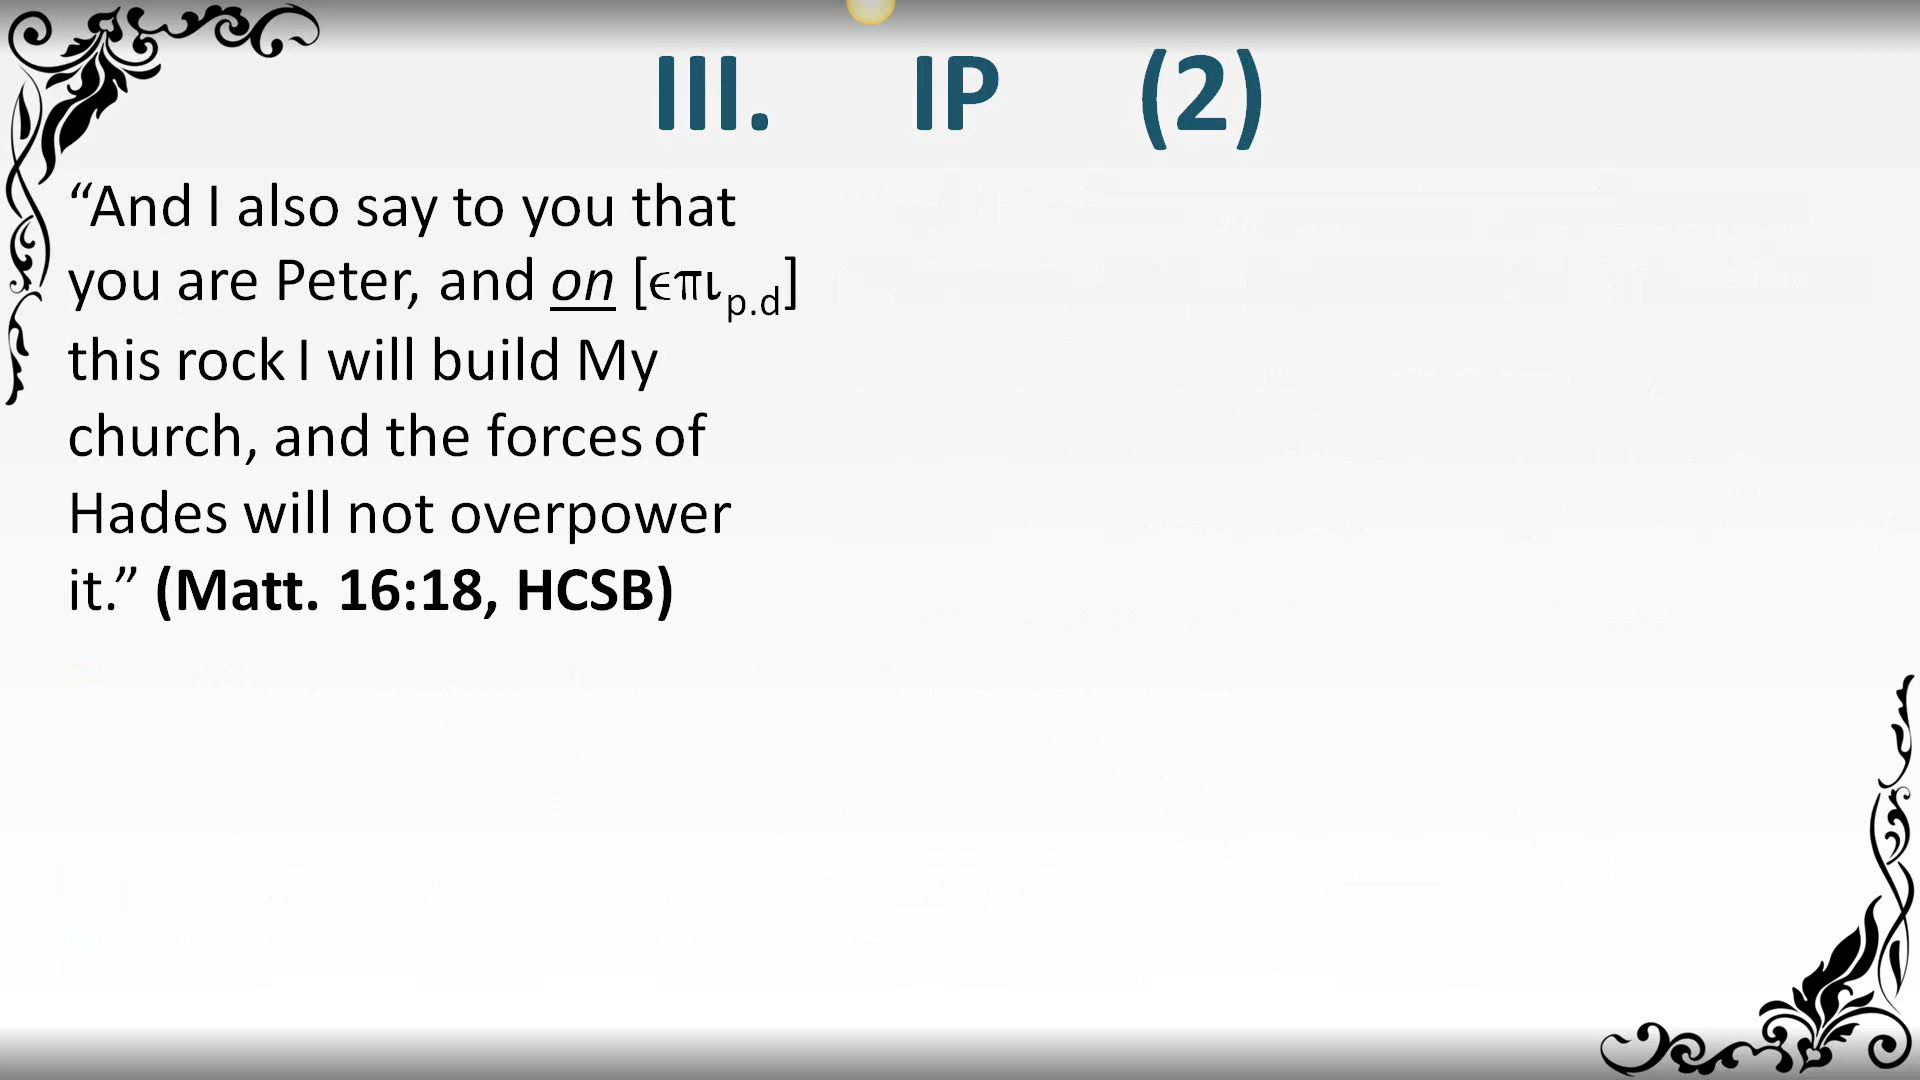 III. IP (2)
“And I also say to you that
you are Peter, and on [επιp.d]
this rock I will build My
church, and the forces of
Hades will not overpower
it.” (Matt. 16:18, HCSB)